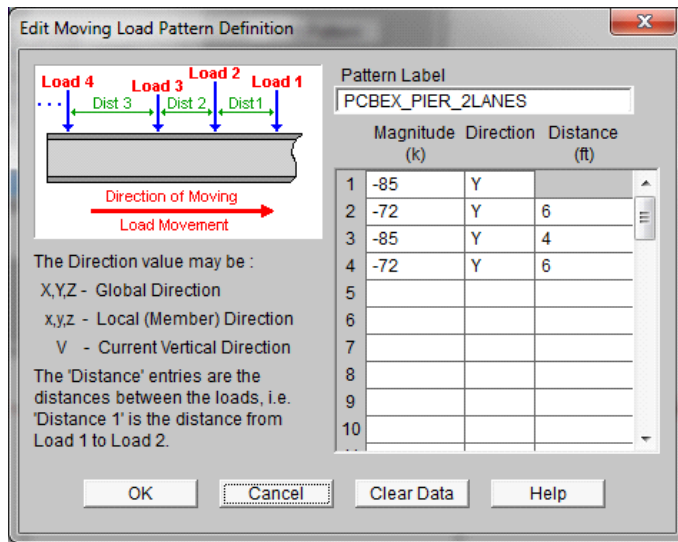 Edit Moving Load Pattern Definition
Load 4 Load 3 Load 2 Load 1
... Dist 3 Dist 2 Dist1
Direction of Moving
Load Movement
The Direction value may be :
X,Y,Z - Global Direction
x,y,z - Local (Member) Direction
V - Current Vertical Direction
The 'Distance' entries are the
distances between the loads, i.e.
'Distance 1' is the distance from
Load 1 to Load 2.
Pattern Label
PCBEX_PIER_2LANES
Magnitude Direction Distance
(k) (ft)
1 -85 Y
2 -72 Y 6
3 -85 Y 4
4 -72 Y 6
5
6
7
8
9
10
OK Cancel Clear Data Help